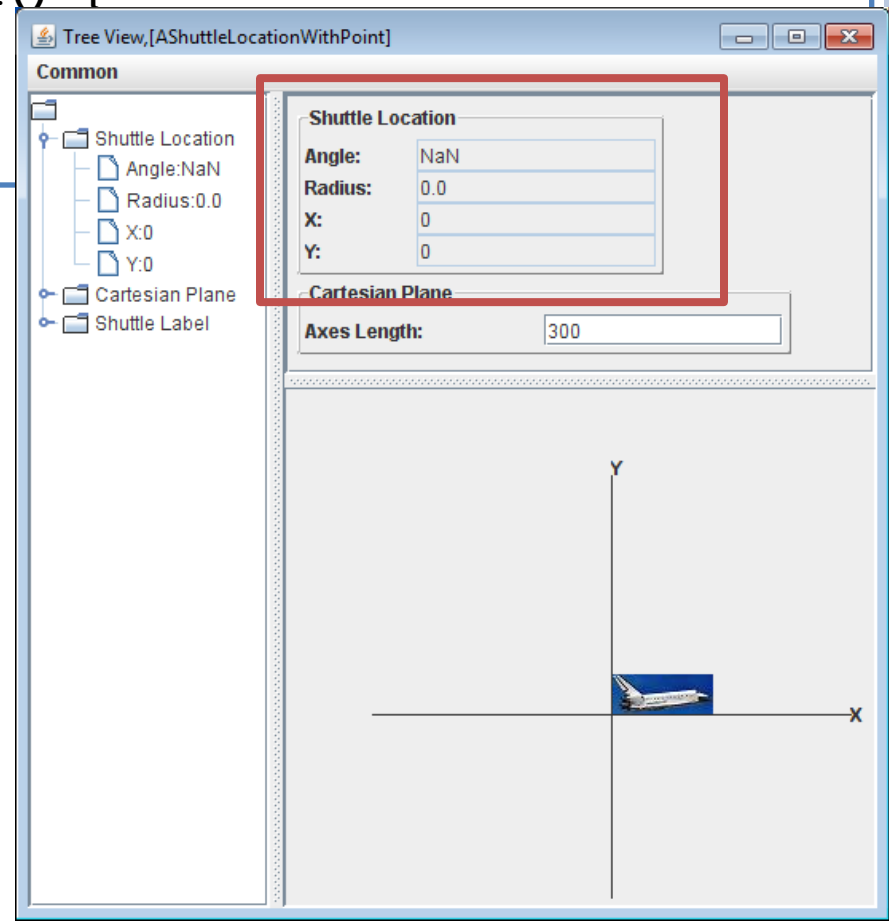 Tree View,[AShuttleLocationWithPoint]
Common
Shuttle Location
Angle:NaN
Radius:0.0
X:0
Y:0
Cartesian Plane
Shuttle Label
Shuttle Location
Angle: NaN
Radius: 0.0
X: 0
Y: 0
Cartesian Plane
Axes Length: 300
Y
X